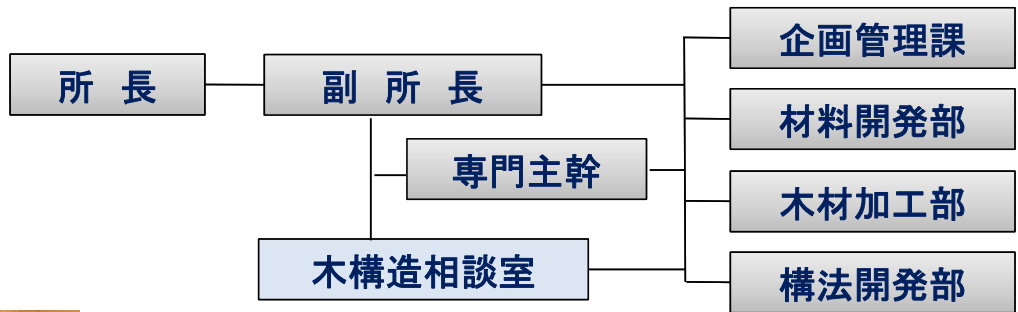 所 長
副 所 長
専門主幹
木構造相談室
企画管理課
材料開発部
木材加工部
構法開発部